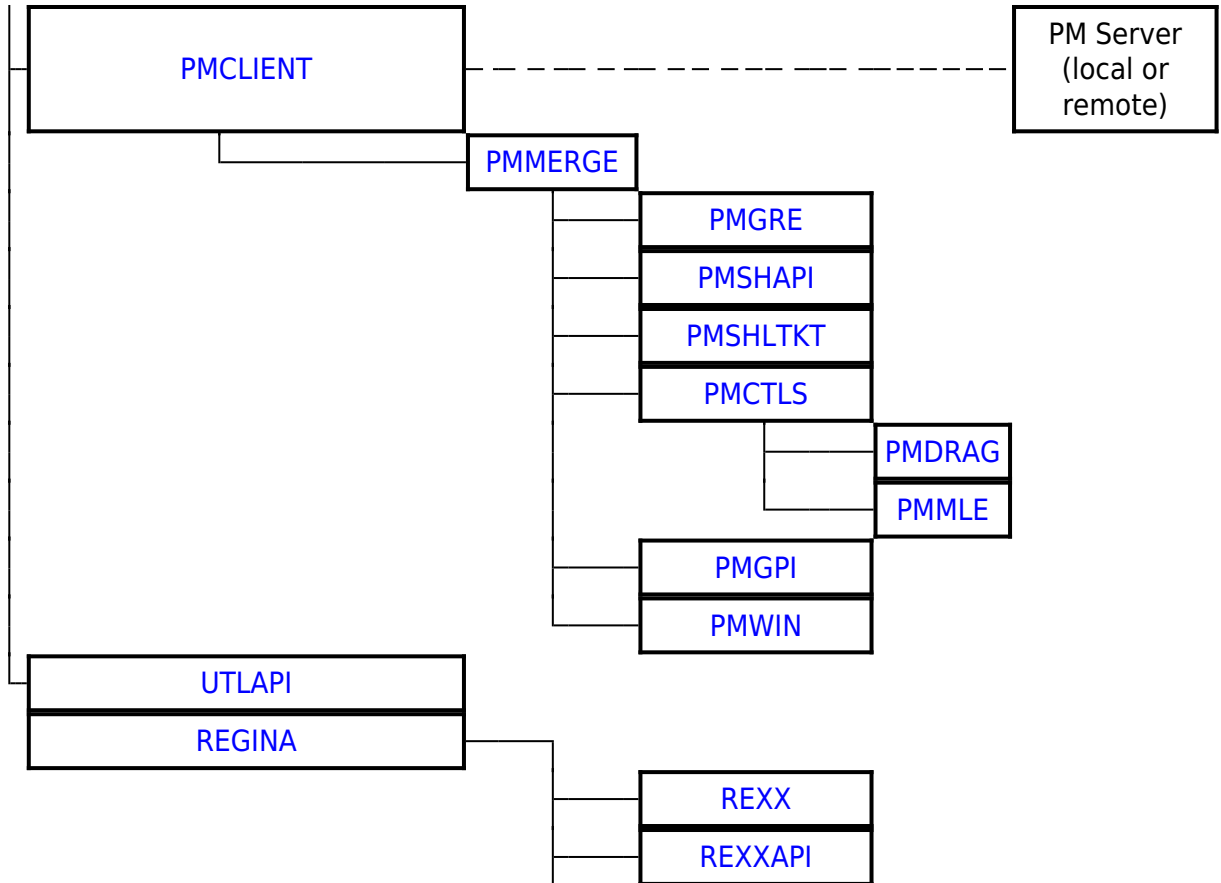 PMCLIENT
PM Server
(local or
remote)
PMMERGE
PMGRE
PMSHAPI
PMSHLTKT
PMCTLS
PMDRAG
PMMLE
PMGPI
PMWIN
UTLAPI
REGINA
REXX
REXXAPI